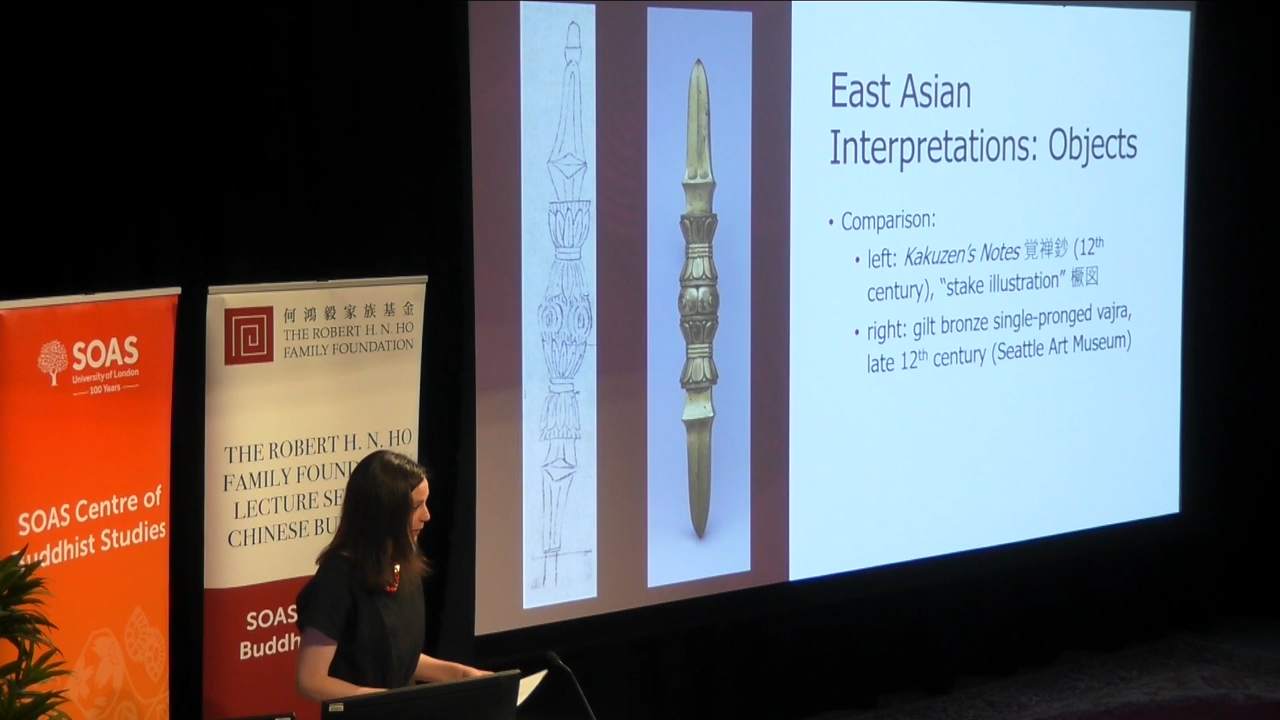 SOAS
University of London
100 Years
SOAS Centre of
Buddhist Studies
何鴻毅家族基金
THE ROBERT H. N. HO
FAMILY FOUNDATION
THE ROBERT H. N. HO
FAMILY FOUND
LECTURE SE
CHINESE BU
SOAS
Buddh
East Asian
Interpretations: Objects
• Comparison:
• left: Kakuzen's Notes 覚禅鈔 (12th
century), "stake illustration" 橛図
• right: gilt bronze single-pronged vajra,
late 12th century (Seattle Art Museum)